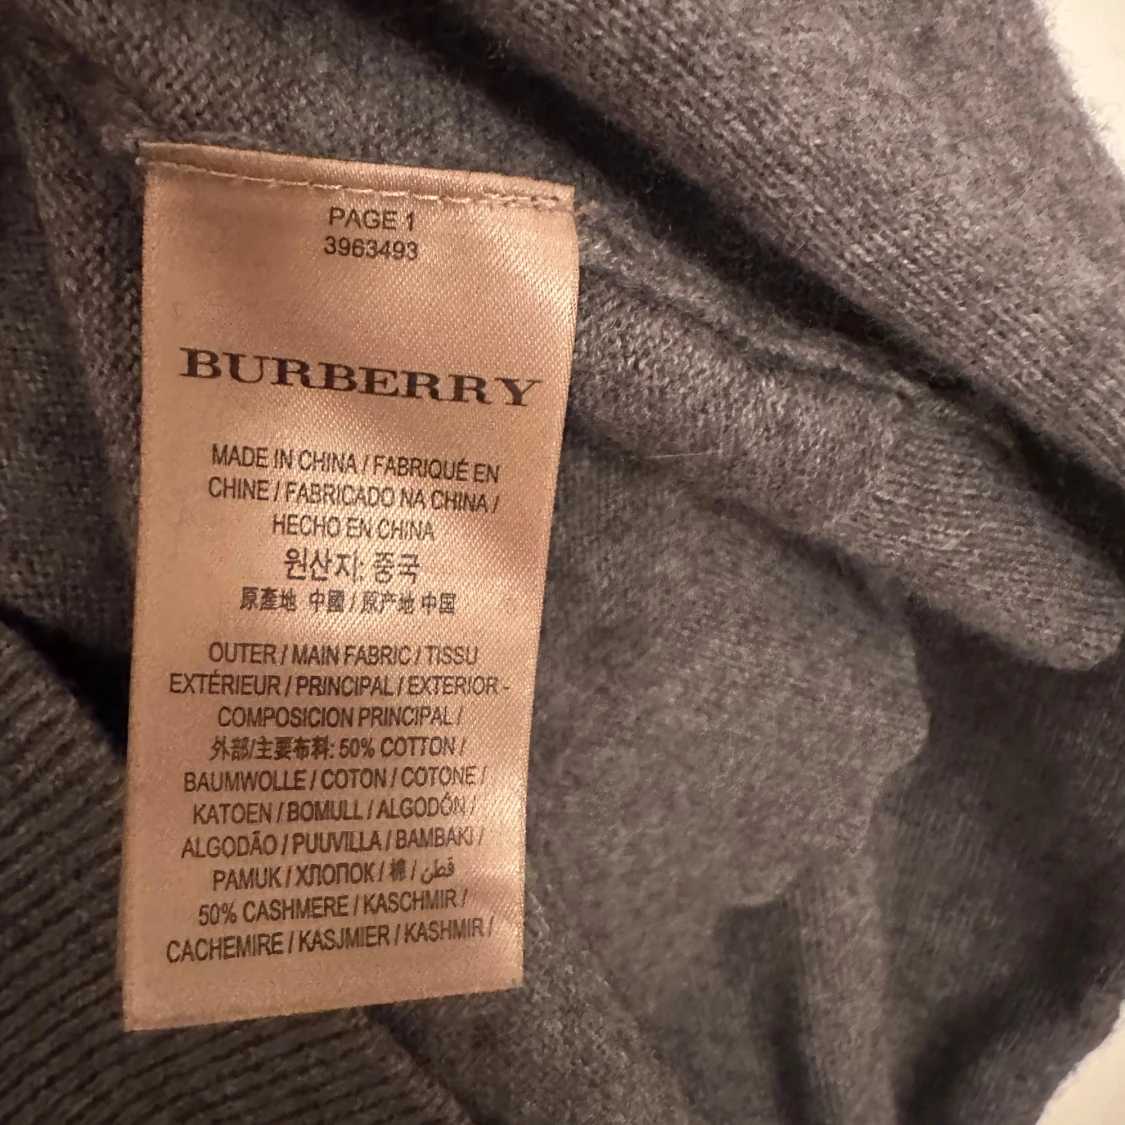 PAGE 1
3963493
BURBERRY
MADE IN CHINA / FABRIQUÉ EN
CHINE / FABRICADO NA CHINA /
HECHO EN CHINA
원산지: 중국
原產地 中國 / 原产地 中国
OUTER / MAIN FABRIC / TISSU
EXTÉRIEUR / PRINCIPAL / EXTERIOR -
COMPOSICION PRINCIPAL /
外部/主要布料: 50% COTTON /
BAUMWOLLE / COTON / COTONE /
KATOEN / BOMULL / ALGODÓN /
ALGODÃO / PUUVILLA / BAMBAKI /
PAMUK / ХЛОПОК / 棉 / قطن
50% CASHMERE / KASCHMIR /
CACHEMIRE / KASJMIER / KASHMIR /